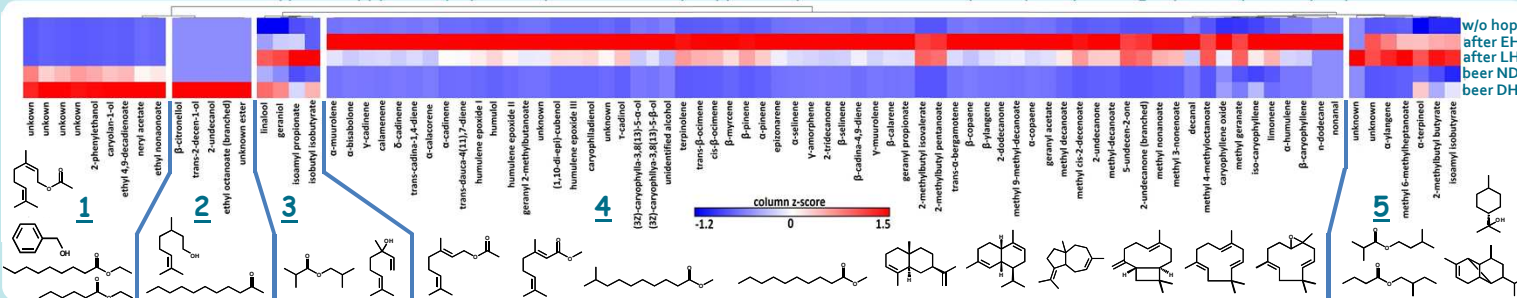 w/o hop
after EH
after LH
beer ND
beer DH
unknown
unknown
unknown
unknown
2-phenylethanol
caryolan-1-ol
ethyl 4,9-decadienoate
neryl acetate
ethyl nonaonoate
β-citronellol
trans-2-decen-1-ol
2-undecanol
ethyl octanoate (branched)
unknown ester
linalool
geraniol
isoamyl propionate
isobutyl isobutyrate
α-muurolene
α-bisabolone
γ-cadinene
calamenene
δ-cadinene
trans-cadina-1,4-diene
α-calacorene
α-cadinene
trans-dauca-4(11),7-diene
humulene epoxide I
humulol
humulene epoxide II
geranyl 2-methylbutanoate
unknown
(1,10-di-epi)-cubenol
humulene epoxide III
caryophylladienol
unknown
τ-cadinol
(3Z)-caryophylla-3,8(13)-5-α-ol
(3Z)-caryophyllya-3,8(13)-5-β-ol
unidentified alcohol
terpinolene
trans-β-ocimene
cis-β-ocimene
β-myrcene
β-pinene
α-pinene
epizonarene
α-selinene
γ-amorphene
2-tridecanone
β-selinene
β-cadina-4,9-diene
γ-muurolene
β-calarene
geranyl propionate
2-methylbutyl isovalerate
2-methylbutyl pentanoate
trans-α-bergamotene
β-copaene
β-ylangene
2-dodecanone
methyl 9-methyl-decanoate
α-copaene
geranyl acetate
methyl decanoate
methyl cis-2-decenoate
2-undecanone
methyl-decanoate
5-undecen-2-one
2-undecanone (branched)
methyl nonanoate
methyl 3-nonenoate
decanal
methyl 4-methyloctanoate
caryophyllene oxide
methyl geranate
iso-caryophyllene
limonene
α-humulene
β-caryophyllene
n-dodecane
nonanal
unknown
unknown
α-ylangene
methyl 6-methylheptanoate
α-terpineol
2-methylbutyl butyrate
isoamyl isobutyrate
1
2
3
4
5
column z-score
-1.2
0
1.5